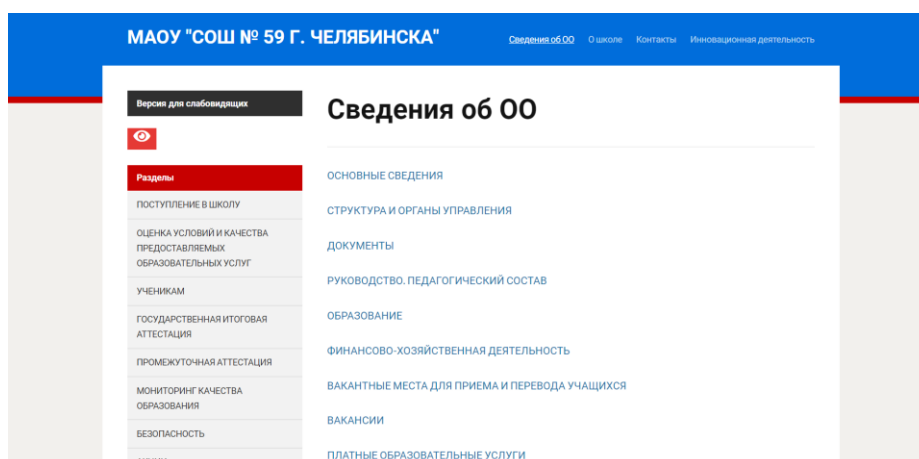 МАОУ "СОШ № 59 Г. ЧЕЛЯБИНСКА"
Сведения об ОО О школе Контакты Инновационная деятельность
Версия для слабовидящих
Разделы
ПОСТУПЛЕНИЕ В ШКОЛУ
ОЦЕНКА УСЛОВИЙ И КАЧЕСТВА
ПРЕДОСТАВЛЯЕМЫХ
ОБРАЗОВАТЕЛЬНЫХ УСЛУГ
УЧЕНИКАМ
ГОСУДАРСТВЕННАЯ ИТОГОВАЯ
АТТЕСТАЦИЯ
ПРОМЕЖУТОЧНАЯ АТТЕСТАЦИЯ
МОНИТОРИНГ КАЧЕСТВА
ОБРАЗОВАНИЯ
БЕЗОПАСНОСТЬ
Сведения об ОО
ОСНОВНЫЕ СВЕДЕНИЯ
СТРУКТУРА И ОРГАНЫ УПРАВЛЕНИЯ
ДОКУМЕНТЫ
РУКОВОДСТВО. ПЕДАГОГИЧЕСКИЙ СОСТАВ
ОБРАЗОВАНИЕ
ФИНАНСОВО-ХОЗЯЙСТВЕННАЯ ДЕЯТЕЛЬНОСТЬ
ВАКАНТНЫЕ МЕСТА ДЛЯ ПРИЕМА И ПЕРЕВОДА УЧАЩИХСЯ
ВАКАНСИИ
ПЛАТНЫЕ ОБРАЗОВАТЕЛЬНЫЕ УСЛУГИ